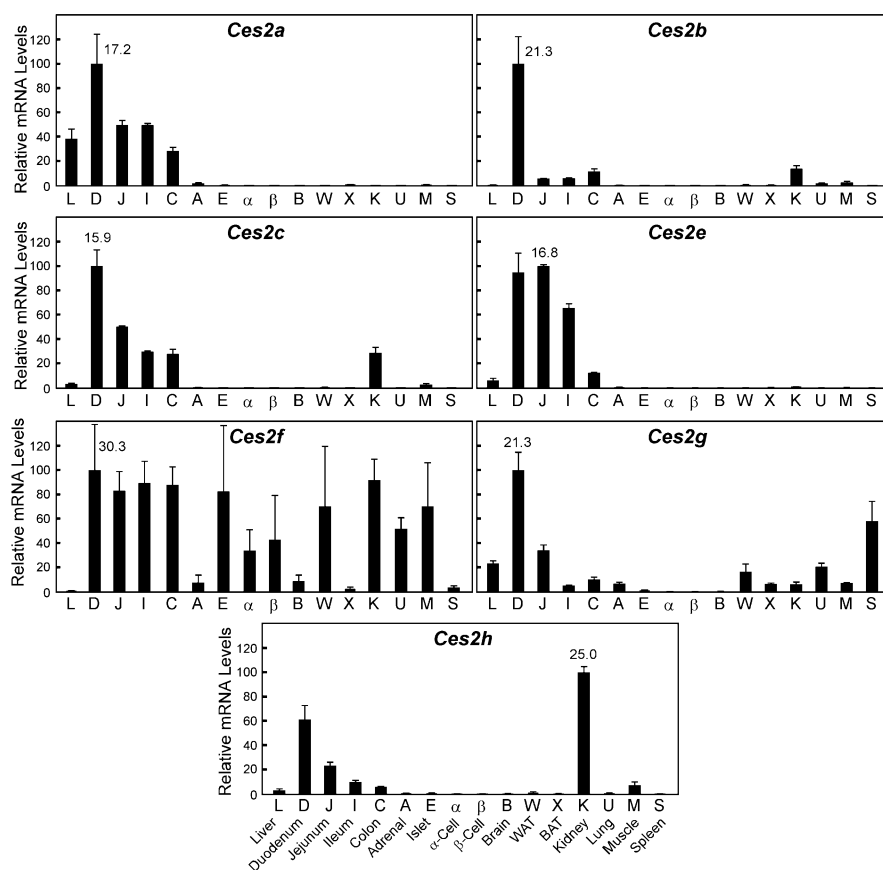 Ces2a
Relative mRNA Levels
120
100
80
60
40
20
0
17.2
L D J I C A E α β B W X K U M S
Ces2b
21.3
L D J I C A E α β B W X K U M S
Ces2c
Relative mRNA Levels
120
100
80
60
40
20
0
15.9
L D J I C A E α β B W X K U M S
Ces2e
16.8
L D J I C A E α β B W X K U M S
Ces2f
Relative mRNA Levels
120
100
80
60
40
20
0
30.3
L D J I C A E α β B W X K U M S
Ces2g
21.3
L D J I C A E α β B W X K U M S
Ces2h
Relative mRNA Levels
120
100
80
60
40
20
0
25.0
L D J I C A E α β B W X K U M S
Liver
Duodenum
Jejunum
Ileum
Colon
Adrenal
Islet
α-Cell
β-Cell
Brain
WAT
BAT
Kidney
Lung
Muscle
Spleen